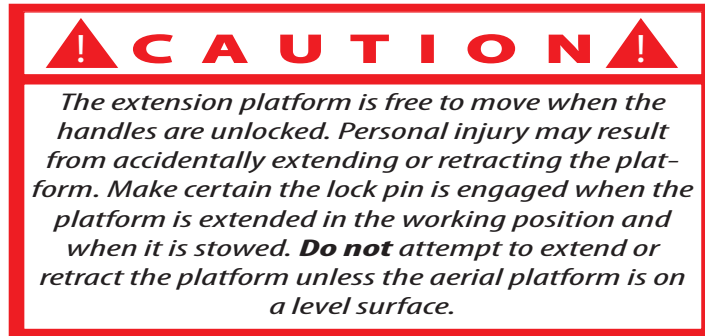 ! C A U T I O N !
The extension platform is free to move when the
handles are unlocked. Personal injury may result
from accidentally extending or retracting the plat-
form. Make certain the lock pin is engaged when the
platform is extended in the working position and
when it is stowed. Do not attempt to extend or
retract the platform unless the aerial platform is on
a level surface.